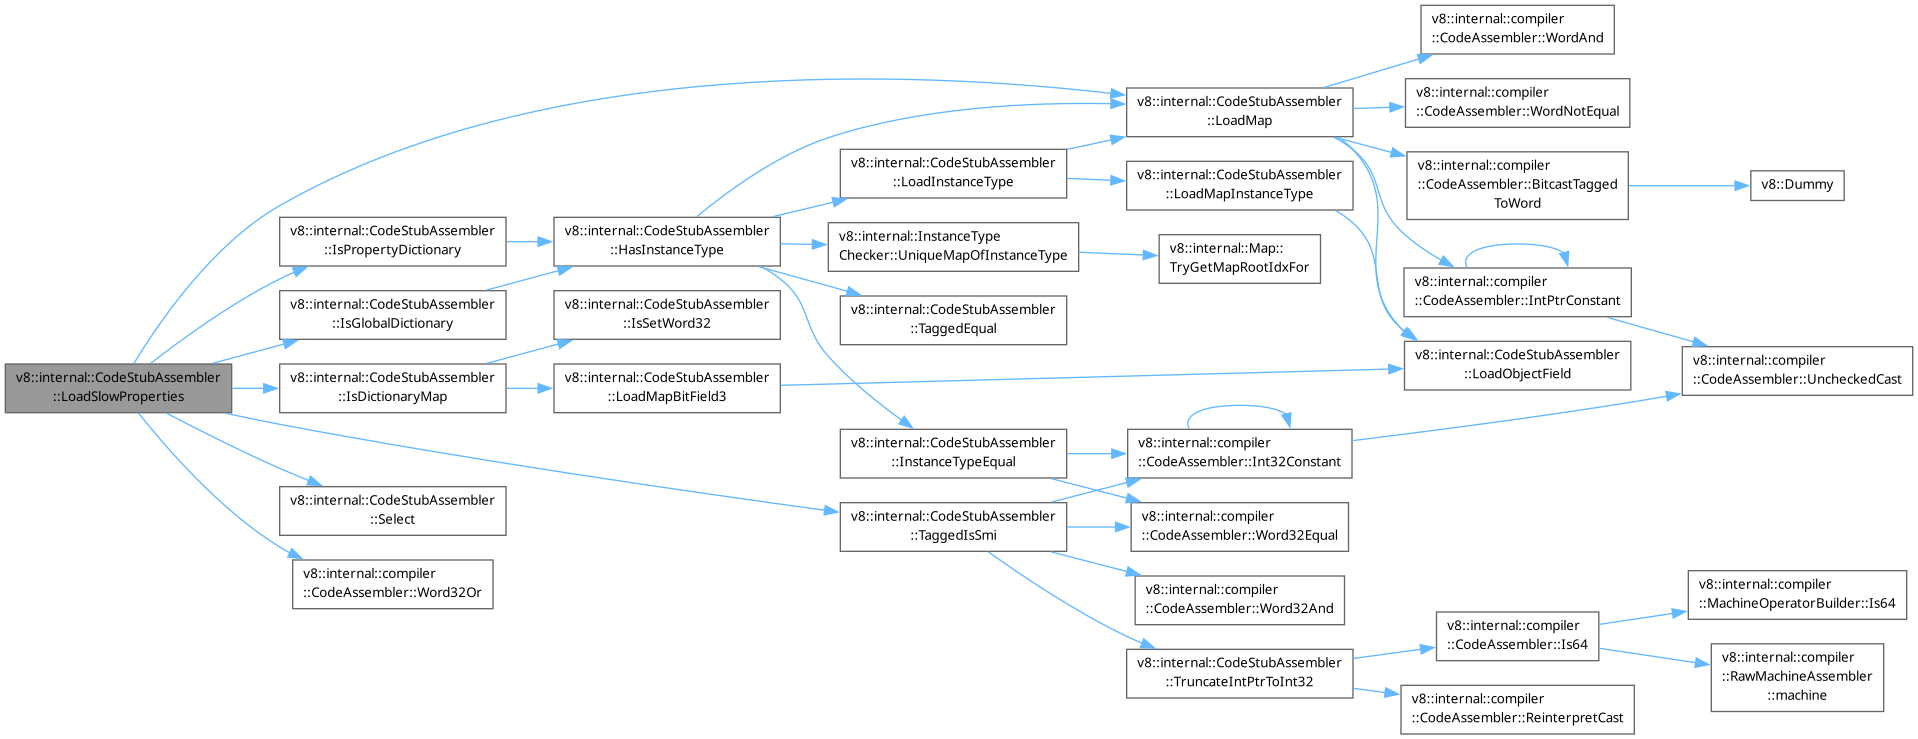 v8::internal::CodeStubAssembler
::LoadSlowProperties
v8::internal::CodeStubAssembler
::IsPropertyDictionary
v8::internal::CodeStubAssembler
::IsGlobalDictionary
v8::internal::CodeStubAssembler
::IsDictionaryMap
v8::internal::CodeStubAssembler
::Select
v8::internal::compiler
::CodeAssembler::Word32Or
v8::internal::CodeStubAssembler
::HasInstanceType
v8::internal::CodeStubAssembler
::IsSetWord32
v8::internal::CodeStubAssembler
::LoadMapBitField3
v8::internal::CodeStubAssembler
::LoadInstanceType
v8::internal::InstanceType
Checker::UniqueMapOfInstanceType
v8::internal::CodeStubAssembler
::TaggedEqual
v8::internal::CodeStubAssembler
::InstanceTypeEqual
v8::internal::CodeStubAssembler
::TaggedIsSmi
v8::internal::CodeStubAssembler
::LoadMap
v8::internal::CodeStubAssembler
::LoadMapInstanceType
v8::internal::Map::
TryGetMapRootIdxFor
v8::internal::compiler
::CodeAssembler::Int32Constant
v8::internal::compiler
::CodeAssembler::Word32Equal
v8::internal::compiler
::CodeAssembler::Word32And
v8::internal::CodeStubAssembler
::TruncateIntPtrToInt32
v8::internal::compiler
::CodeAssembler::WordAnd
v8::internal::compiler
::CodeAssembler::WordNotEqual
v8::internal::compiler
::CodeAssembler::BitcastTagged
ToWord
v8::internal::compiler
::CodeAssembler::IntPtrConstant
v8::internal::CodeStubAssembler
::LoadObjectField
v8::internal::compiler
::CodeAssembler::Is64
v8::internal::compiler
::CodeAssembler::ReinterpretCast
v8::Dummy
v8::internal::compiler
::CodeAssembler::UncheckedCast
v8::internal::compiler
::MachineOperatorBuilder::Is64
v8::internal::compiler
::RawMachineAssembler
::machine